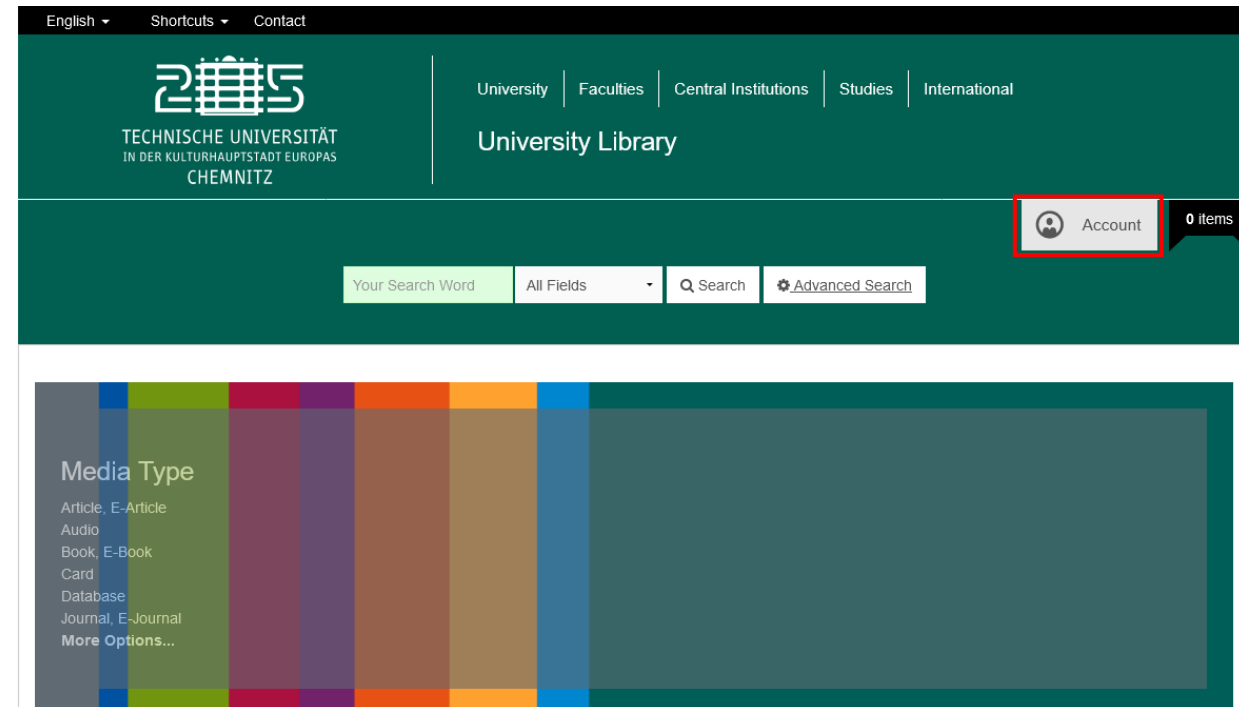 English Shortcuts Contact
TECHNISCHE UNIVERSITÄT
IN DER KULTURHAUPTSTADT EUROPAS
CHEMNITZ
University Faculties Central Institutions Studies International
University Library
Account 0 items
Your Search Word All Fields Search Advanced Search
Media Type
Article, E-Article
Audio
Book, E-Book
Card
Database
Journal, E-Journal
More Options...